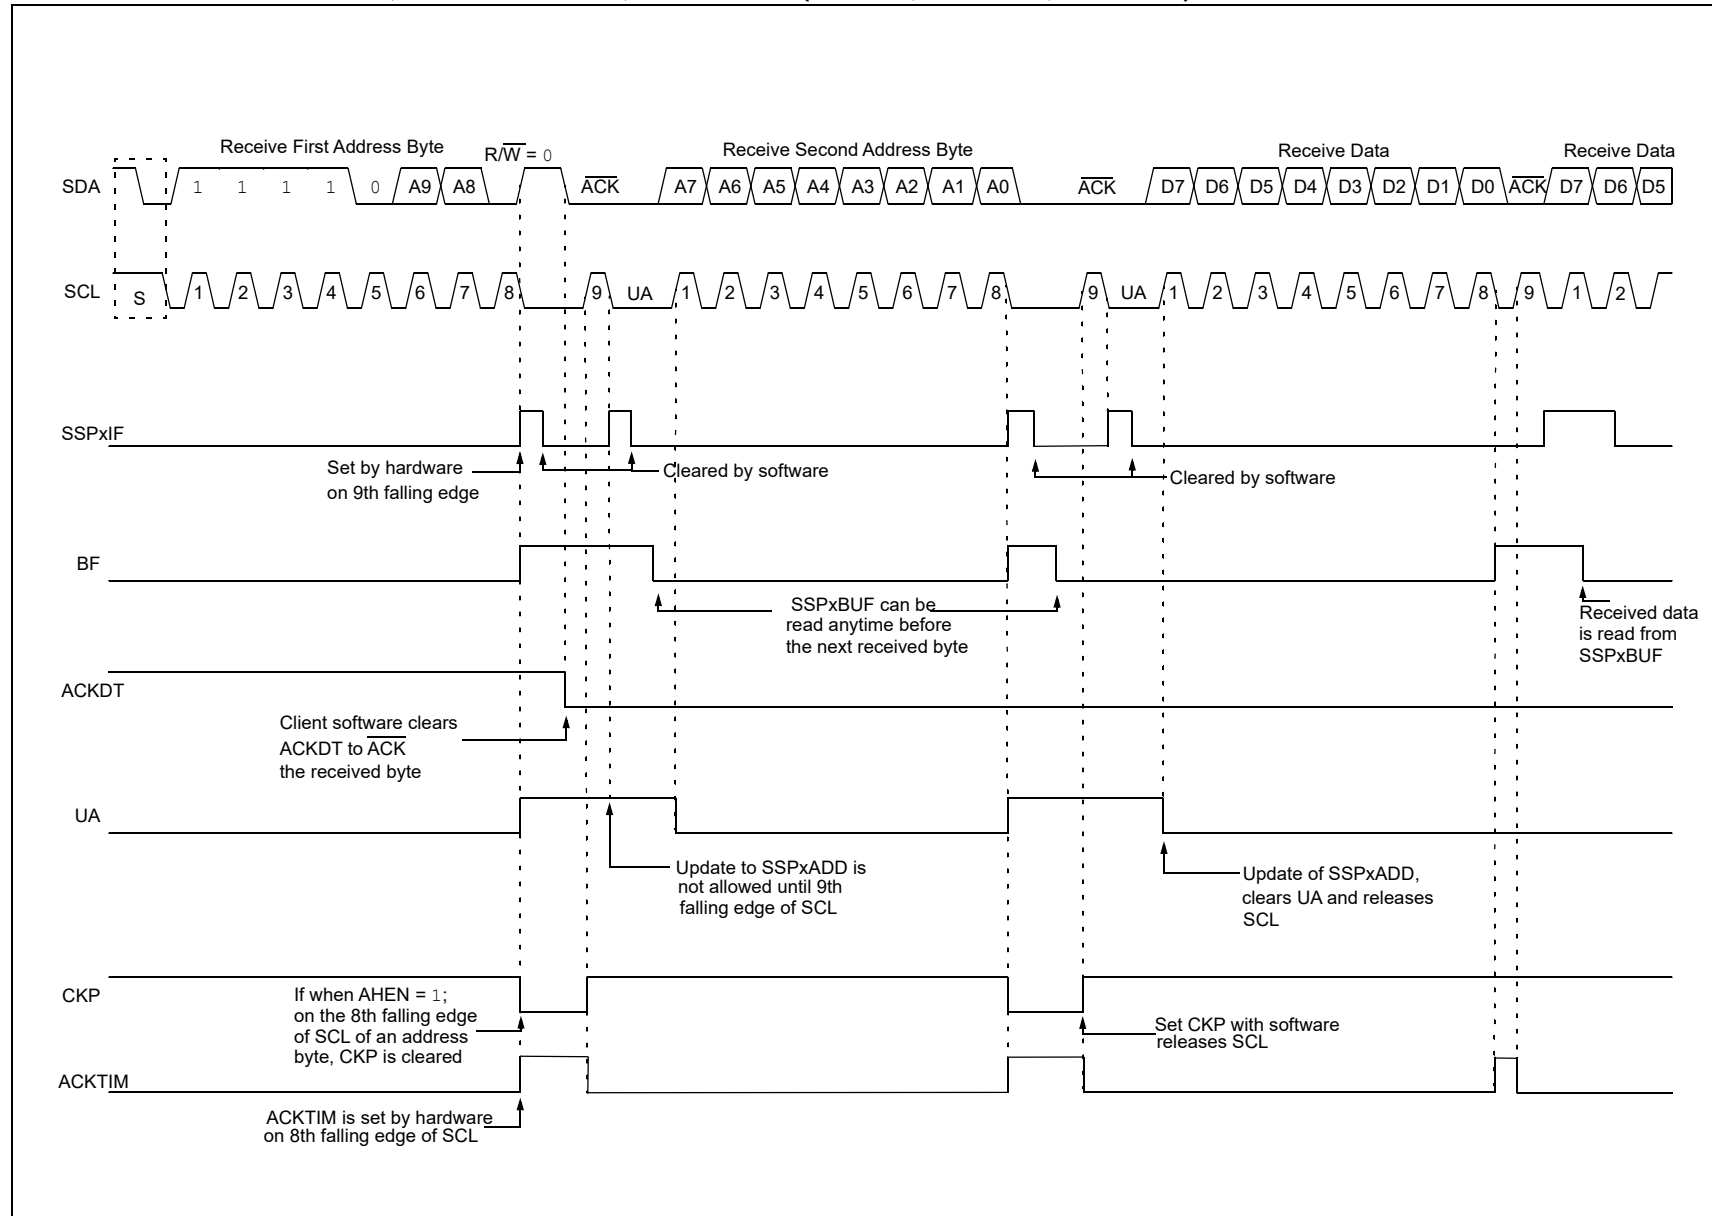 Receive First Address Byte
R/W = 0
Receive Second Address Byte
Receive Data
Receive Data
SDA
1 1 1 1 0 A9 A8
ACK
A7 A6 A5 A4 A3 A2 A1 A0
ACK
D7 D6 D5 D4 D3 D2 D1 D0
ACK
D7 D6 D5
SCL
S
1 2 3 4 5 6 7 8 9 UA 1 2 3 4 5 6 7 8 9 UA 1 2 3 4 5 6 7 8 9 1 2
SSPxIF
Set by hardware
on 9th falling edge
Cleared by software
Cleared by software
BF
SSPxBUF can be
read anytime before
the next received byte
Received data
is read from
SSPxBUF
ACKDT
Client software clears
ACKDT to ACK
the received byte
UA
Update to SSPxADD is
not allowed until 9th
falling edge of SCL
Update of SSPxADD,
clears UA and releases
SCL
CKP
If when AHEN = 1;
on the 8th falling edge
of SCL of an address
byte, CKP is cleared
Set CKP with software
releases SCL
ACKTIM
ACKTIM is set by hardware
on 8th falling edge of SCL